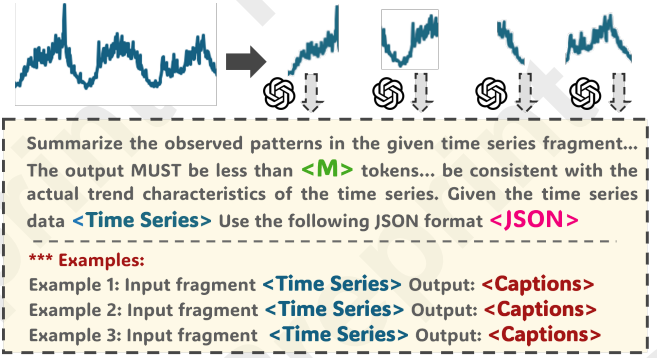 Summarize the observed patterns in the given time series fragment...
The output MUST be less than <M> tokens... be consistent with the
actual trend characteristics of the time series. Given the time series
data <Time Series> Use the following JSON format <JSON>
*** Examples:
Example 1: Input fragment <Time Series> Output: <Captions>
Example 2: Input fragment <Time Series> Output: <Captions>
Example 3: Input fragment <Time Series> Output: <Captions>